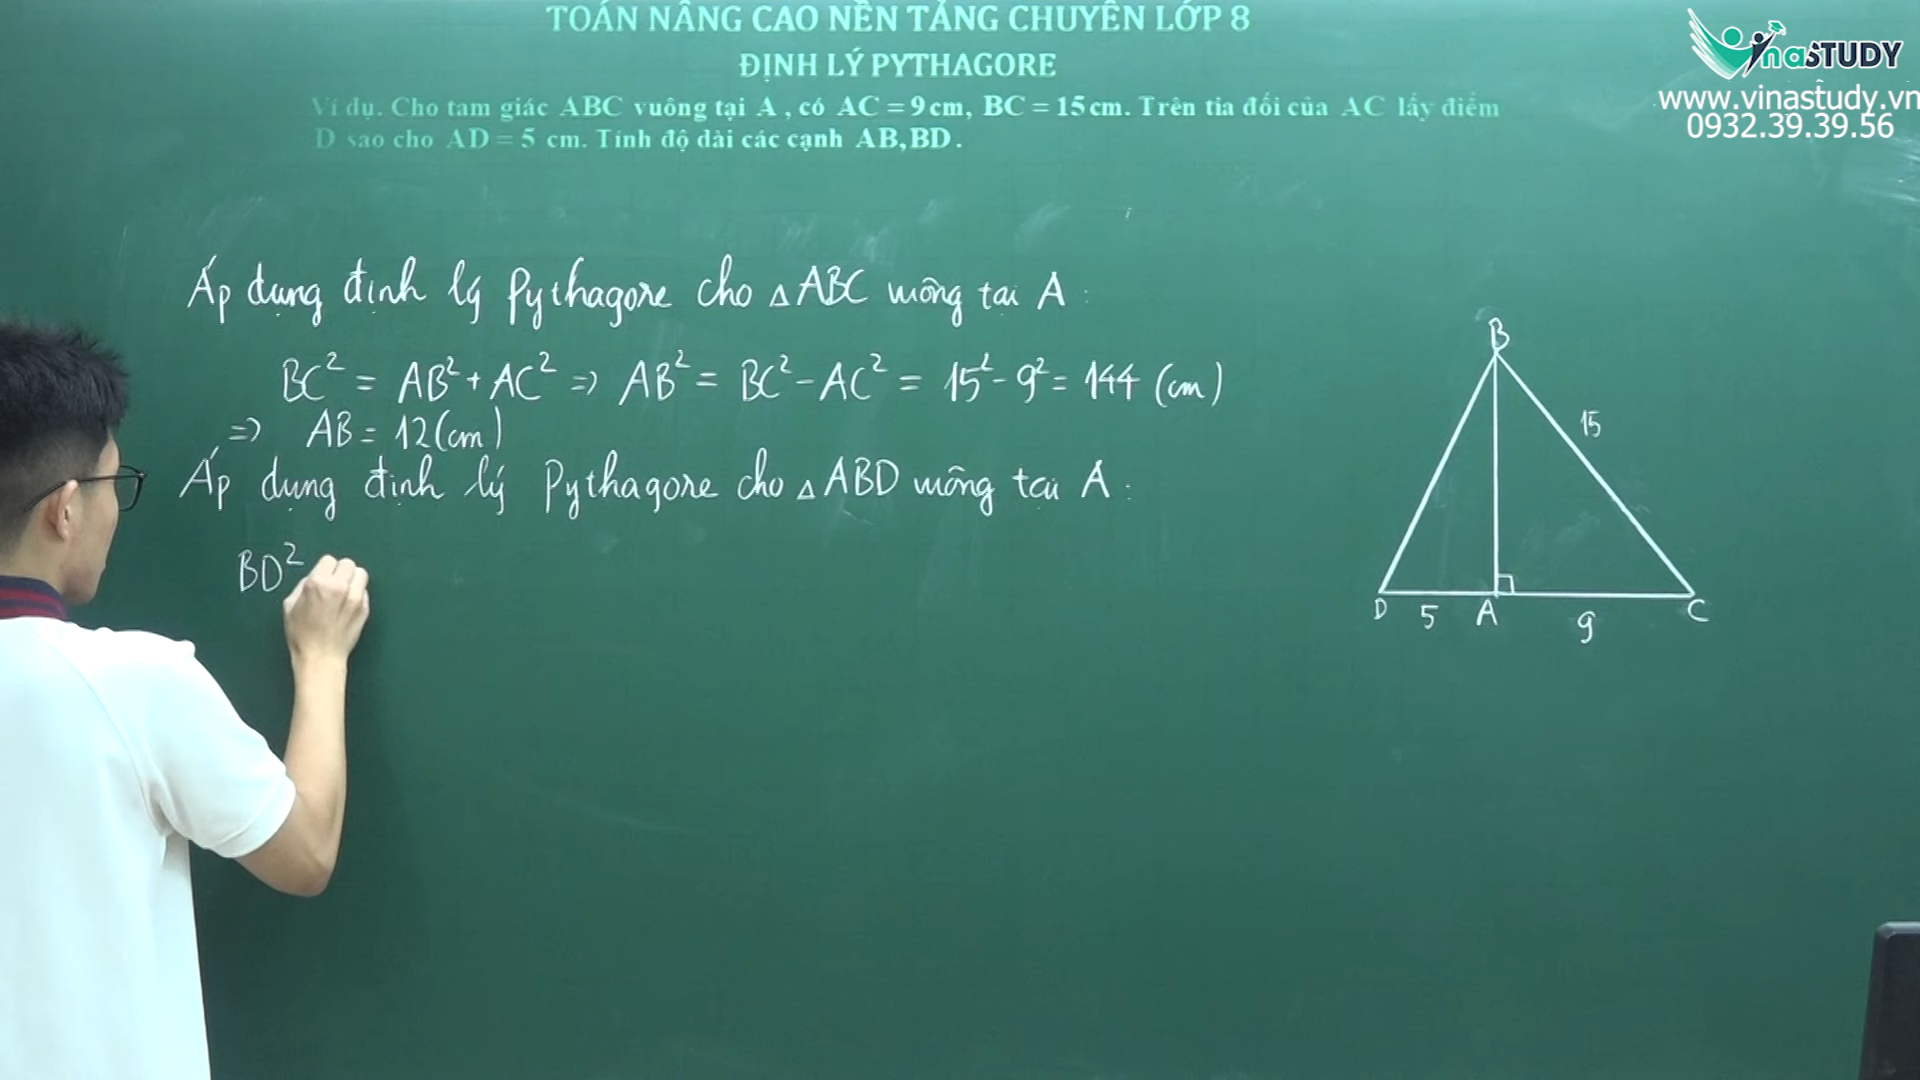 TOÁN NÂNG CAO NỀN TẢNG CHUYÊN LỚP 8
ĐỊNH LÝ PYTHAGORE
Ví dụ. Cho tam giác ABC vuông tại A , có AC = 9 cm, BC = 15 cm. Trên tia đối của AC lấy điểm
D sao cho AD = 5 cm. Tính độ dài các cạnh AB, BD .
VinaSTUDY
www.vinastudy.vn
0932.39.39.56
Áp dụng định lý Pythagore cho △ABC vuông tại A :
BC² = AB² + AC² => AB² = BC² - AC² = 15² - 9² = 144 (cm)
=> AB = 12 (cm)
Áp dụng định lý Pythagore cho △ABD vuông tại A :
BD²
B
15
D 5 A 9 C